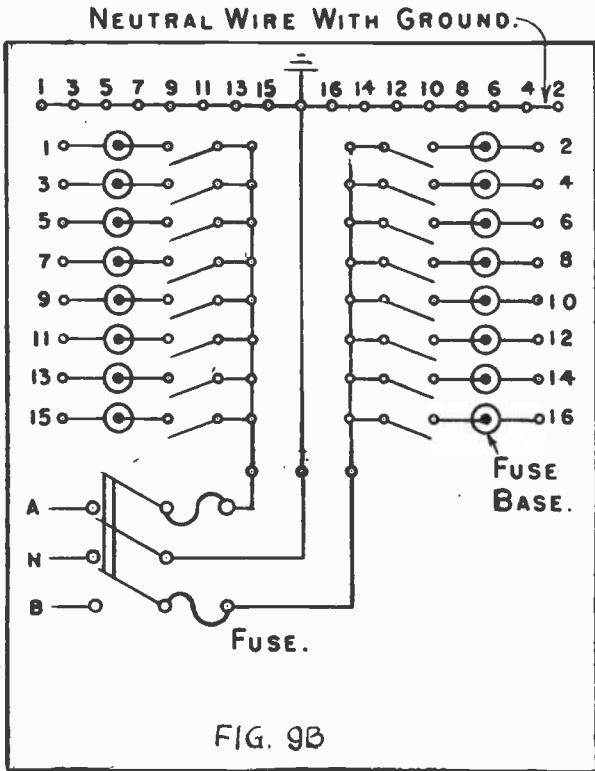 NEUTRAL WIRE WITH GROUND.
1 3 5 7 9 11 13 15 16 14 12 10 8 6 4 2
1 2
3 4
5 6
7 8
9 10
11 12
13 14
15 16
FUSE
BASE.
A
N
B
FUSE.
FIG. 9B